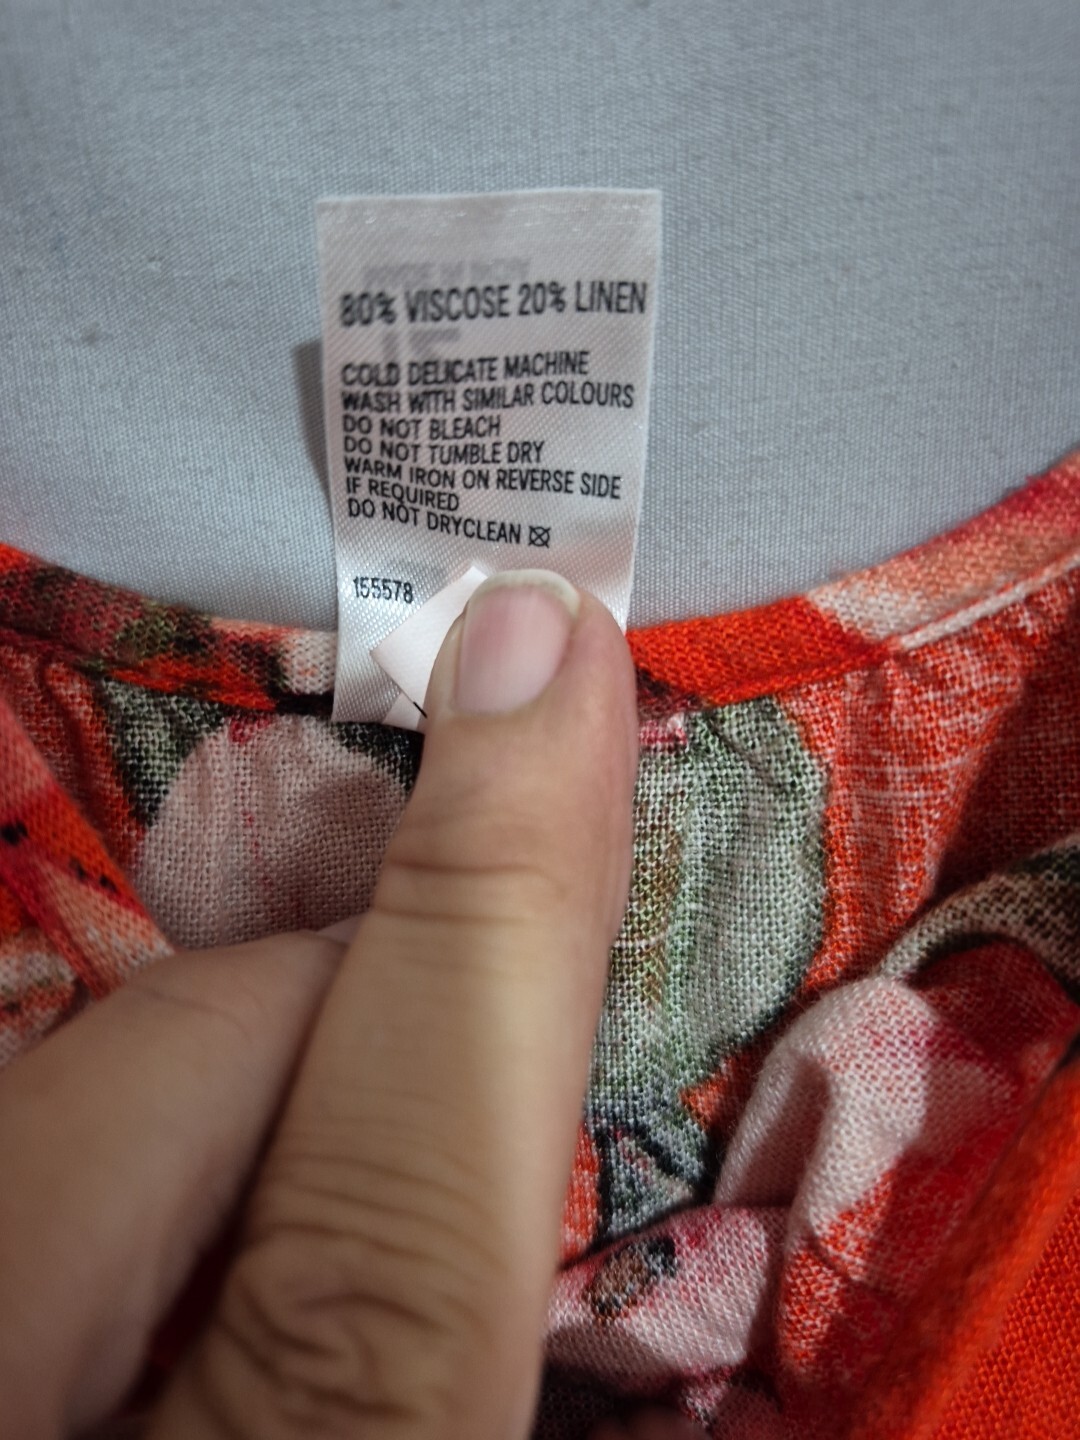 80% VISCOSE 20% LINEN
COLD DELICATE MACHINE
WASH WITH SIMILAR COLOURS
DO NOT BLEACH
DO NOT TUMBLE DRY
WARM IRON ON REVERSE SIDE
IF REQUIRED
DO NOT DRYCLEAN
155578